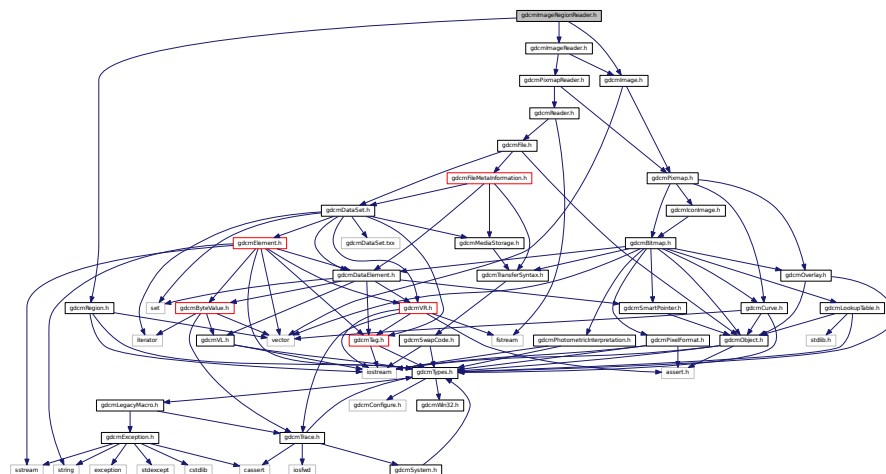 gdcmImageRegionReader.h
gdcmImageReader.h
gdcmPixmapReader.h
gdcmImage.h
gdcmReader.h
gdcmFile.h
gdcmFileMetaInformation.h
gdcmPixmap.h
gdcmDataSet.h
gdcmIconImage.h
gdcmElement.h
gdcmDataSet.txx
gdcmMediaStorage.h
gdcmBitmap.h
gdcmDataElement.h
gdcmTransferSyntax.h
gdcmOverlay.h
gdcmRegion.h
set
gdcmByteValue.h
gdcmVR.h
gdcmSmartPointer.h
gdcmCurve.h
gdcmLookupTable.h
iterator
gdcmVL.h
vector
gdcmTag.h
gdcmSwapCode.h
fstream
gdcmPhotometricInterpretation.h
gdcmPixelFormat.h
gdcmObject.h
stdlib.h
iostream
gdcmTypes.h
assert.h
gdcmLegacyMacro.h
gdcmConfigure.h
gdcmWin32.h
gdcmException.h
gdcmTrace.h
sstream
string
exception
stdexcept
cstdlib
cassert
iosfwd
gdcmSystem.h